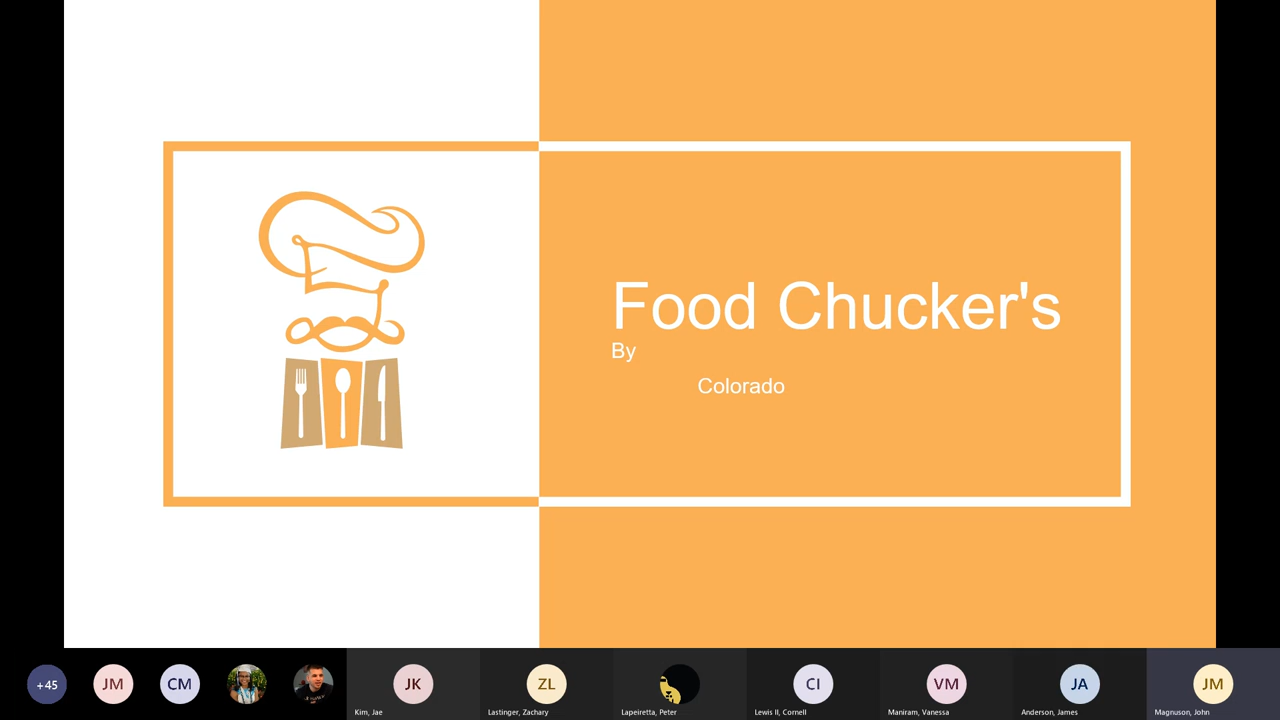 Food Chucker's
By
Colorado
+45
JM
CM
JK
ZL
CI
VM
JA
JM
Kim, Jae
Lastinger, Zachary
Lapeiretta, Peter
Lewis II, Cornell
Maniram, Vanessa
Anderson, James
Magnuson, John